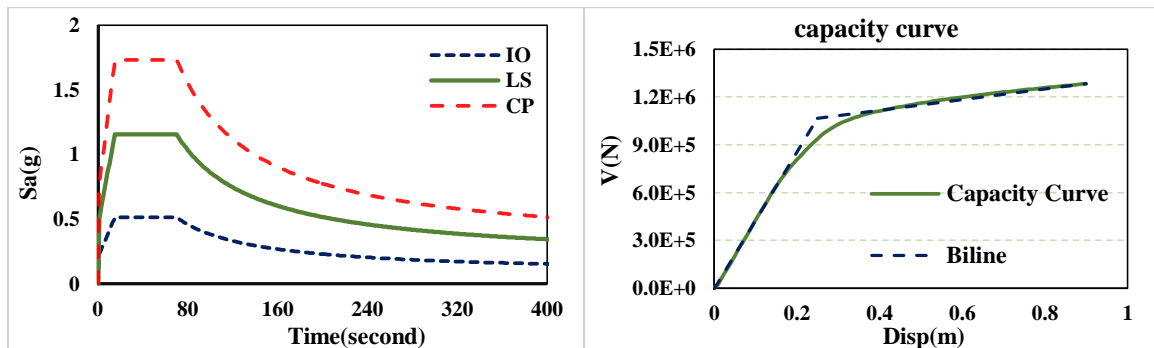 2
1.5
1
0.5
0
Sa(g)
IO
LS
CP
0 80 160 240 320 400
Time(second)
capacity curve
1.5E+6
1.2E+6
9.0E+5
6.0E+5
3.0E+5
0.0E+0
V(N)
Capacity Curve
Biline
0 0.2 0.4 0.6 0.8 1
Disp(m)